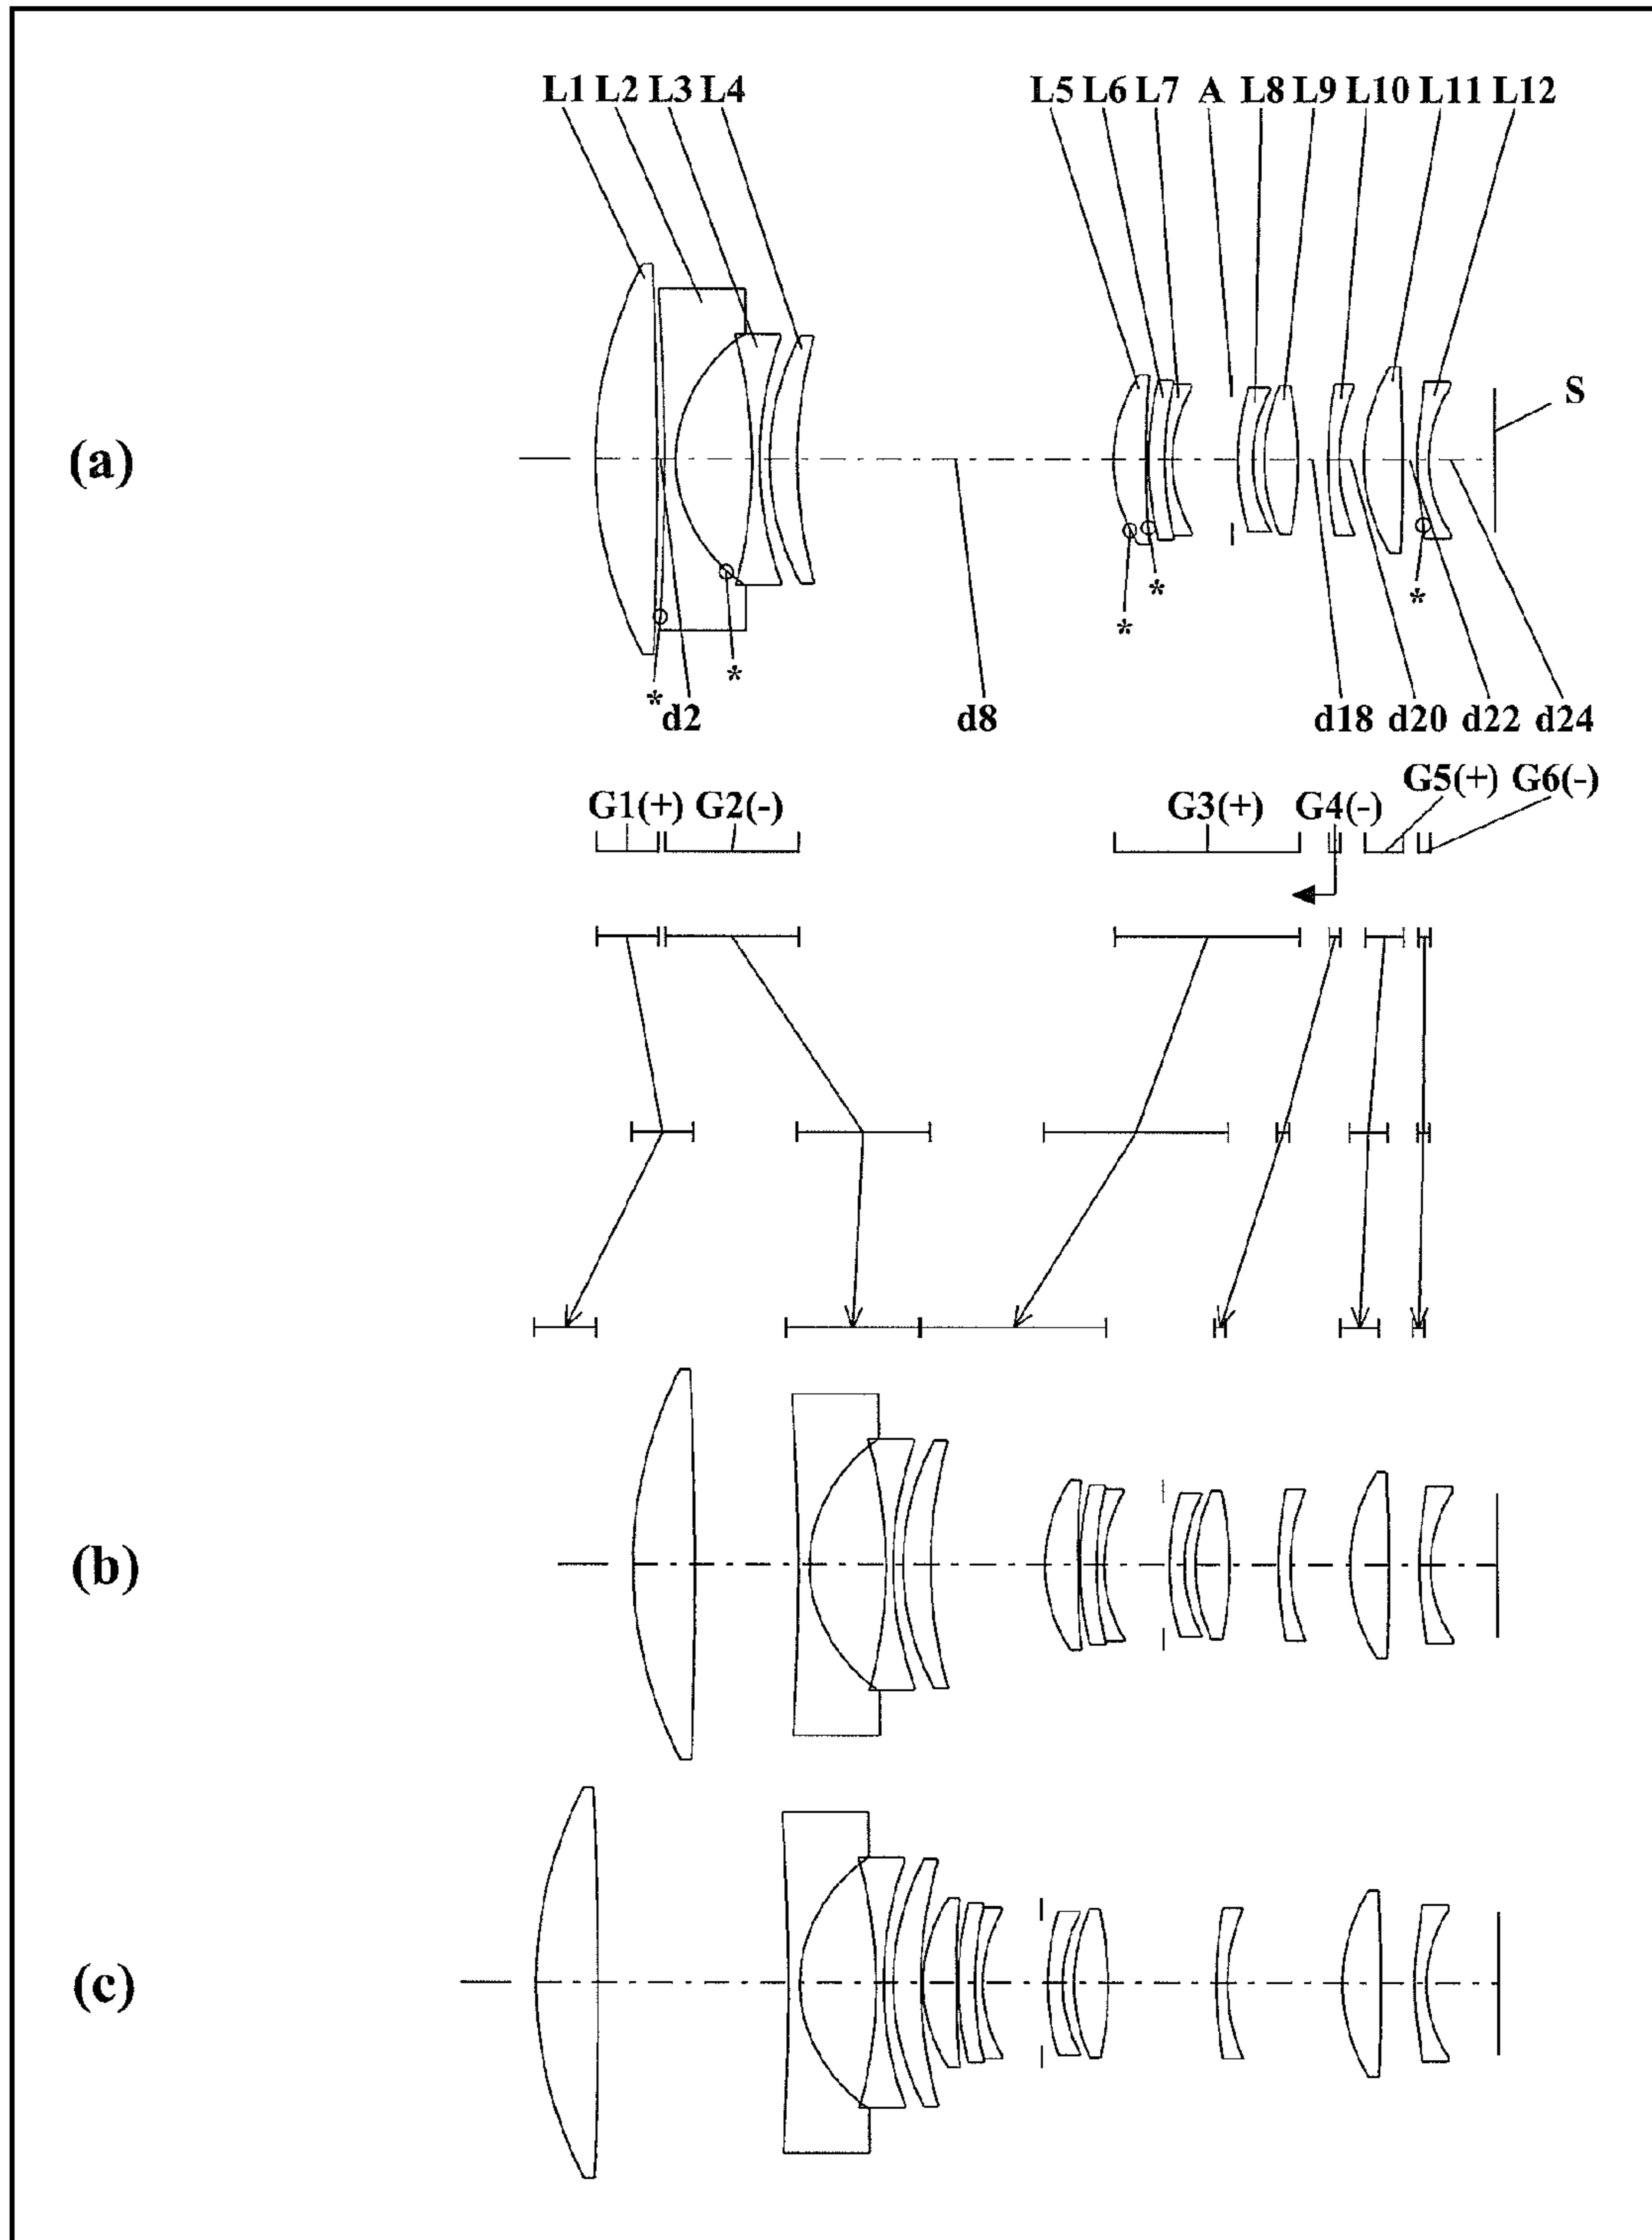 L1 L2 L3 L4 L5 L6 L7 A L8 L9 L10 L11 L12
S
(a)
* * * * *
d2 d8 d18 d20 d22 d24
G1(+) G2(-) G3(+) G4(-) G5(+) G6(-)
(b)
(c)